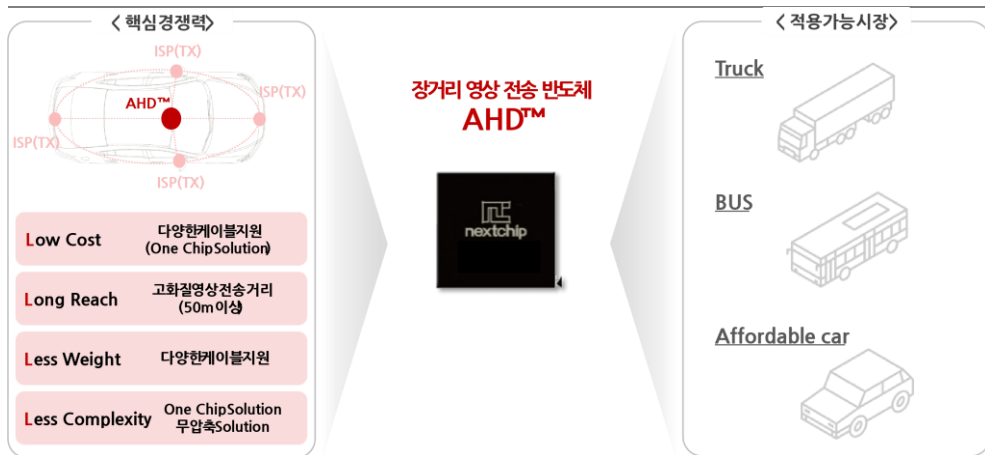 < 핵심경쟁력>
ISP(TX)
AHD™
ISP(TX)
ISP(TX)
ISP(TX)
Low Cost
다양한케이블지원
(One ChipSolution)
Long Reach
고화질영상전송거리
(50m이상)
Less Weight
다양한케이블지원
Less Complexity
One ChipSolution
무압축Solution
장거리 영상 전송 반도체
AHD™
nextchip
< 적용가능시장>
Truck
BUS
Affordable car